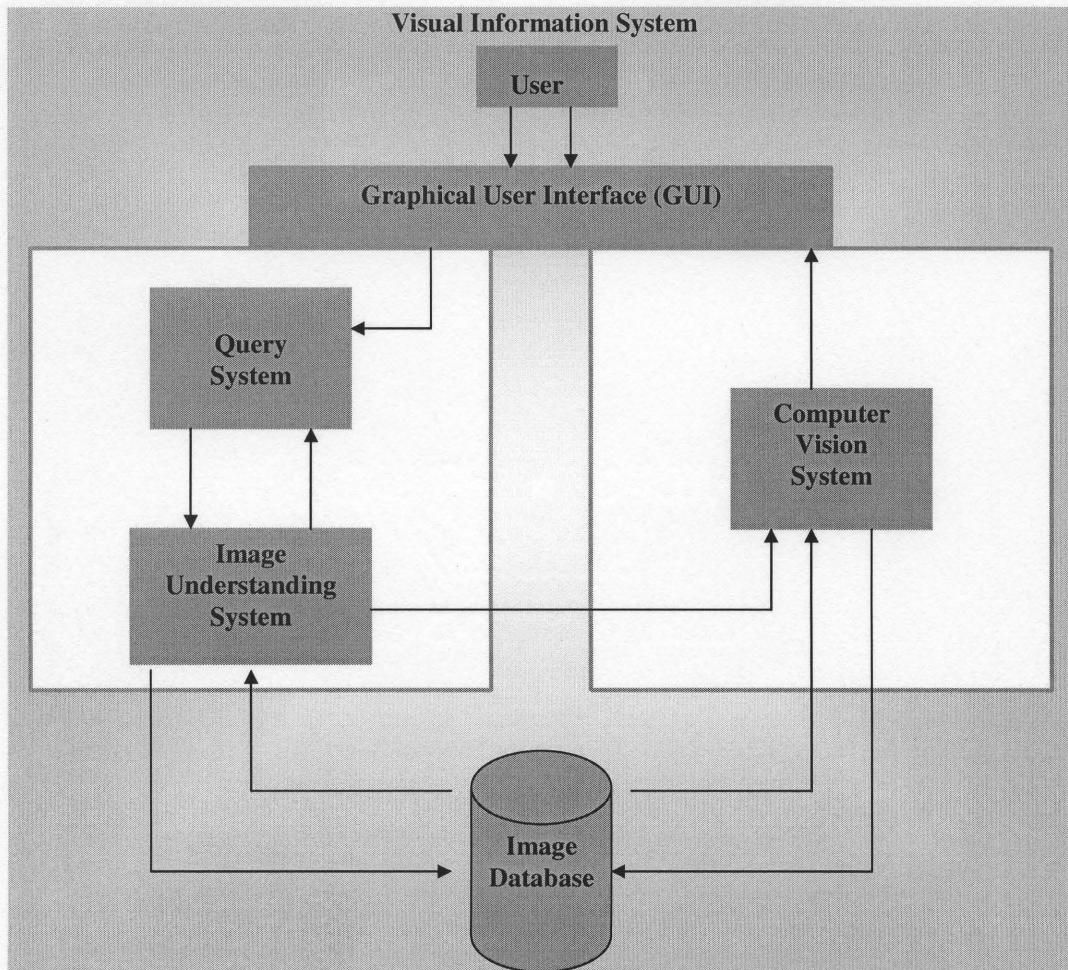 Visual Information System
User
Graphical User Interface (GUI)
Query
System
Computer
Vision
System
Image
Understanding
System
Image
Database